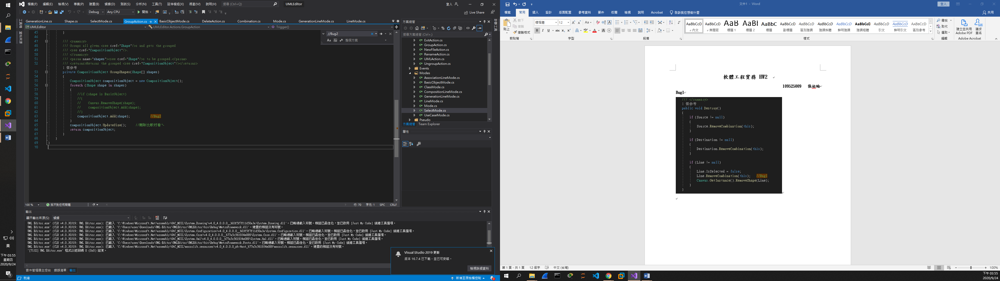 檔案(F) 編輯(E) 檢視(V) 專案(P) 建置(B) 偵錯(D) 測試(S) 分析(N) 工具(T) 延伸模組(X) 視窗(W) 說明(H) 搜尋 (Ctrl+Q) UMLEditor 登入
Debug Any CPU 開始 Live Share
GenerationLine.cs Shape.cs SelectMode.cs GroupAction.cs BasicObjectMode.cs DeleteAction.cs Combination.cs Mode.cs GenerationLineMode.cs LineMode.cs
UMLEditor UMLEditor.Actions.GroupAction Trigger()
工具箱
資料來源
//Bug2
Aa 整個方案
45 }
46
47 /// <summary>
48 /// Groups all given <see cref="Shape"/>s and gets the grouped
49 /// <see cref="CompositionObject"/>.
50 /// </summary>
51 /// <param name="shapes"><see cref="Shape"/>s to be grouped.</param>
52 /// <returns>Returns the grouped <see cref="CompositionObject"/></returns>
1 個參考
53 private CompositionObject GroupShapes(Shape[] shapes)
54 {
55 CompositionObject compositionObject = new CompositionObject();
56 foreach (Shape shape in shapes)
57 {
58 //if (shape is BasicObject)
59 //{
60 // Canvas.RemoveShape(shape);
61 // compositionObject.Add(shape);
62 //}
63 compositionObject.Add(shape); //Bug2
64 }
65 compositionObject.UpdateSize(); //刪除比較好看ㄟ
66 return compositionObject;
67 }
68 }
69 }
70
100 % 找不到任何問題 行: 70 字元: 1 SPC CRLF
方案總管
搜尋方案總管 (Ctrl+;)
ExitAction.cs
GroupAction.cs
NewFileAction.cs
RenameAction.cs
UMLAction.cs
UngroupAction.cs
Events
Modes
AssociationLineMode.cs
BasicObjectMode.cs
ClassMode.cs
CompositionLineMode.cs
GenerationLineMode.cs
LineMode.cs
Mode.cs
SelectMode.cs
UseCaseMode.cs
Pseudo
方案總管 Team Explorer
屬性
診斷工具
輸出
顯示輸出來源(S): 偵錯
UML Editor.exe' (CLR v4.0.30319: UML Editor.exe): 已載入 'C:\Windows\Microsoft.Net\assembly\GAC_MSIL\System.Drawing\v4.0_4.0.0.0__b03f5f7f11d50a3a\System.Drawing.dll'。已略過載入符號。模組已最佳化，並已啟用 [Just My Code] 偵錯工具選項。
UML Editor.exe' (CLR v4.0.30319: UML Editor.exe): 已載入 'C:\Users\user\Downloads\UML-Editor\UMLEditor\UMLEditor\bin\Debug\MetroFramework.dll'。建置的模組沒有符號。
UML Editor.exe' (CLR v4.0.30319: UML Editor.exe): 已載入 'C:\Windows\Microsoft.Net\assembly\GAC_MSIL\System.Configuration\v4.0_4.0.0.0__b03f5f7f11d50a3a\System.Configuration.dll'。已略過載入符號。模組已最佳化，並已啟用 [Just My Code] 偵錯工具選項。
UML Editor.exe' (CLR v4.0.30319: UML Editor.exe): 已載入 'C:\Windows\Microsoft.Net\assembly\GAC_MSIL\System.Core\v4.0_4.0.0.0__b77a5c561934e089\System.Core.dll'。已略過載入符號。模組已最佳化，並已啟用 [Just My Code] 偵錯工具選項。
UML Editor.exe' (CLR v4.0.30319: UML Editor.exe): 已載入 'C:\Windows\Microsoft.Net\assembly\GAC_MSIL\System.Xml\v4.0_4.0.0.0__b77a5c561934e089\System.Xml.dll'。已略過載入符號。模組已最佳化，並已啟用 [Just My Code] 偵錯工具選項。
UML Editor.exe' (CLR v4.0.30319: UML Editor.exe): 已載入 'C:\Users\user\Downloads\UML-Editor\UMLEditor\UMLEditor\bin\Debug\MetroFramework.Fonts.dll'。已略過載入符號。模組已最佳化，並已啟用 [Just My Code] 偵錯工具選項。
UML Editor.exe' (CLR v4.0.30319: UML Editor.exe): 已載入 'C:\Windows\Microsoft.Net\assembly\GAC_MSIL\mscorlib.resources\v4.0_4.0.0.0_zh-Hant_b77a5c561934e089\mscorlib.resources.dll'。建置的模組沒有符號。
'[7132] UML Editor.exe' 程式以返回碼 0 (0x0) 結束。
套件管理器主控台 錯誤清單 輸出
Visual Studio 2019 更新
版本 16.7.4 已下載，並已可安裝。
檢視詳細資料
就緒 新增至原始檔控制 3
英
下午 03:55
星期四
2020/9/24
3
文件1 - Word 登入
檔案 常用 插入 設計 版面配置 參考資料 郵件 校閱 檢視 說明 Acrobat 告訴我您想做什麼 共用
貼上 剪下 複製 複製格式 剪貼簿
標楷體 12 字型
B I U abc x₂ x² A
段落
AaBbCcD 內文
AaBbCcD 無間距
AaB 標題 1
AaBl 標題 2
AaBbC 標題
AaBbCcD 副標題
AaBbCcD 區別強調
AaBbCcD 強調斜體
AaBbCcD 鮮明強調
AaBbCcD 強調粗體
AaBbCcD 引文
AaBbCcD 鮮明引文
AaBbCcD 區別參考
樣式
尋找 取代 選取 編輯
建立並共用 Adobe PDF 請求簽名 Adobe Acrobat
軟體工程實務 HW2
109525009 張祐綸
Bug1
/// </summary>
1 個參考
public void Destroy()
{
if (Source != null)
{
Source.RemoveCombination(this);
}
if (Destination != null)
{
Destination.RemoveCombination(this);
}
if (Line != null)
{
Line.IsSelected = false;
Line.RemoveCombination(this); //Bug1
Canvas.GetInstance().RemoveShape(Line);
}
}
第 1 頁，共 1 頁 12 個字 中文 (台灣) 100%
下午 03:55
2020/9/24